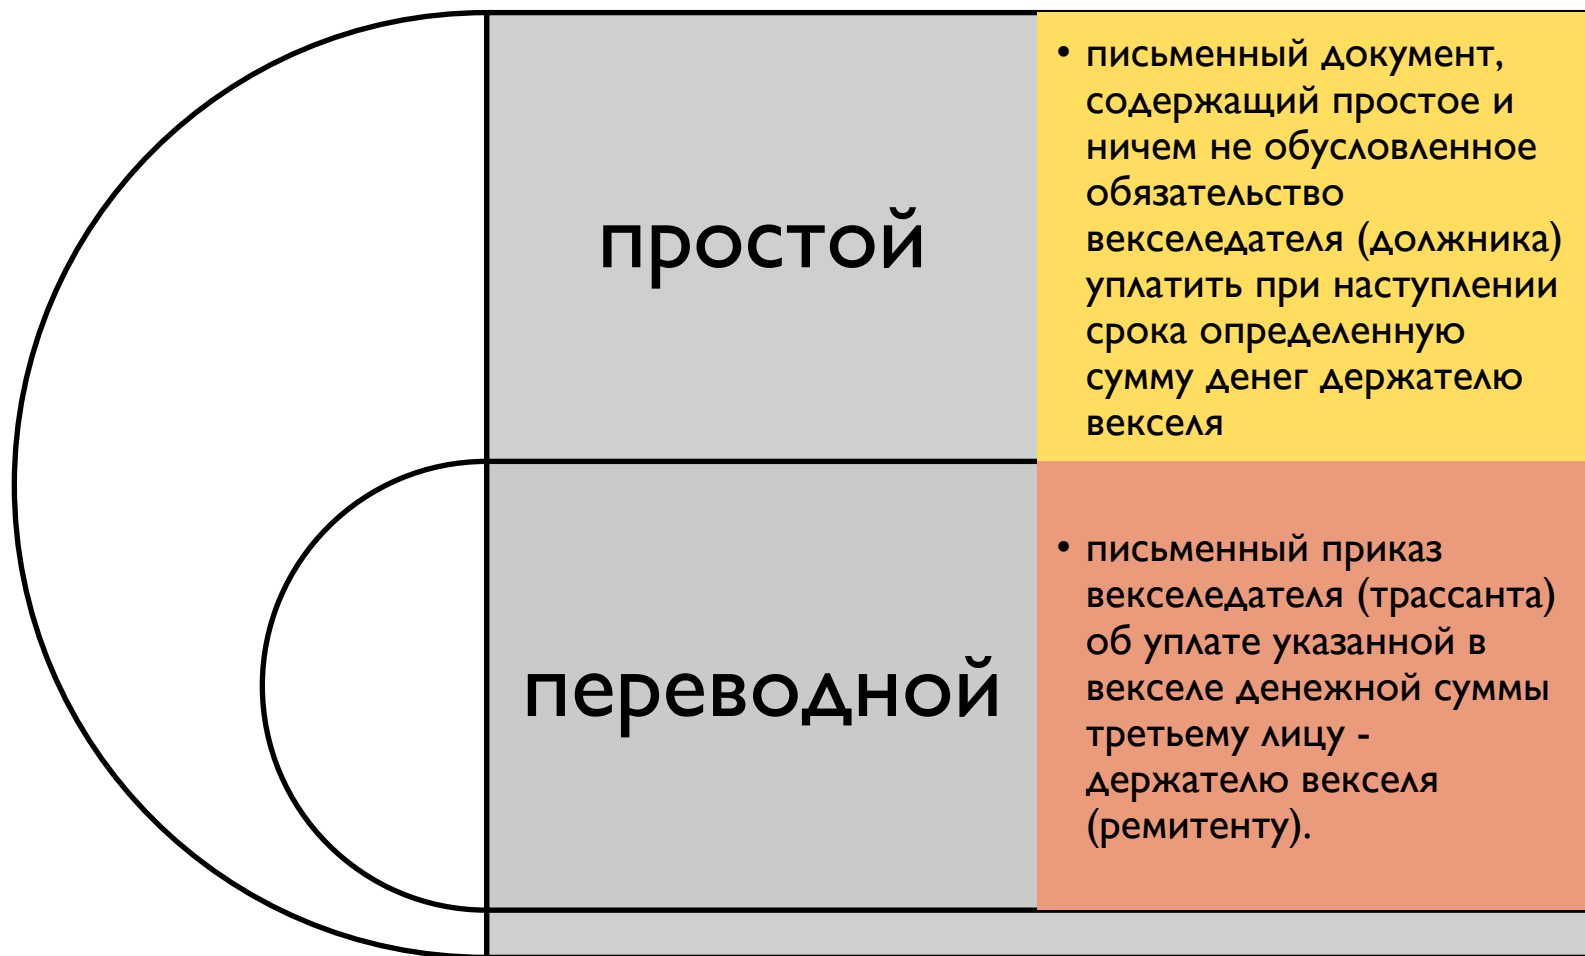 простой
• письменный документ,
содержащий простое и
ничем не обусловленное
обязательство
векселедателя (должника)
уплатить при наступлении
срока определенную
сумму денег держателю
векселя
переводной
• письменный приказ
векселедателя (трассанта)
об уплате указанной в
векселе денежной суммы
третьему лицу -
держателю векселя
(ремитенту).